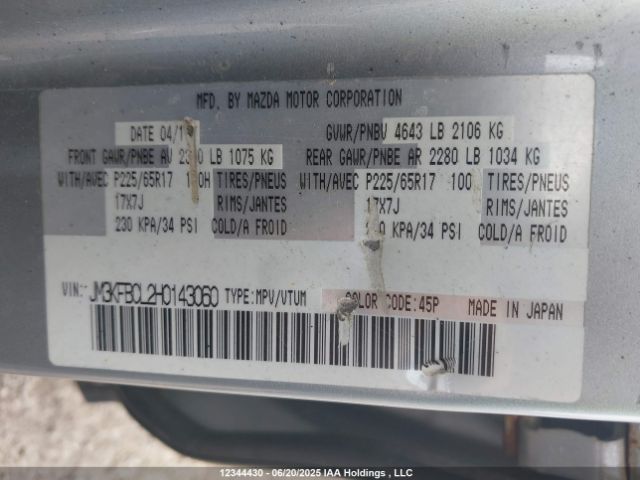 MFD. BY MAZDA MOTOR CORPORATION
DATE 04/1 GVWR/PNBV 4643 LB 2106 KG
FRONT GAWR/PNBE AV LB 1075 KG REAR GAWR/PNBE AR 2280 LB 1034 KG
WITH/AVEC P225/65R17 TIRES/PNEUS WITH/AVEC P225/65R17 100 TIRES/PNEUS
17X7J RIMS/JANTES 17X7J RIMS/JANTES
230 KPA/34 PSI COLD/A FROID KPA/34 PSI COLD/A FROID
VIN: JM3KFBCL2H0143060 TYPE:MPV/VTUM COLOR CODE:45P MADE IN JAPAN
12344430 - 06/20/2025 IAA Holdings , LLC